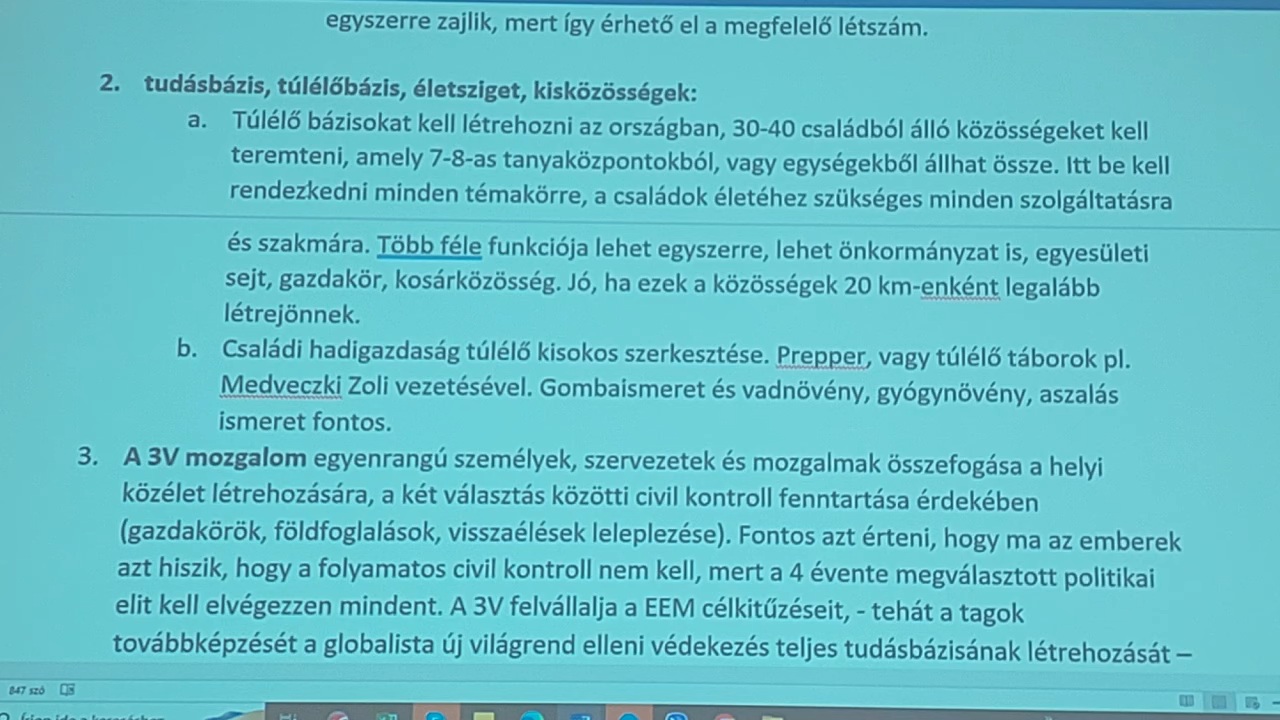 egyszerre zajlik, mert így érhető el a megfelelő létszám.
2. tudásbázis, túlélőbázis, életsziget, kisközösségek:
a. Túlélő bázisokat kell létrehozni az országban, 30-40 családból álló közösségeket kell
teremteni, amely 7-8-as tanyaközpontokból, vagy egységekből állhat össze. Itt be kell
rendezkedni minden témakörre, a családok életéhez szükséges minden szolgáltatásra
és szakmára. Több féle funkciója lehet egyszerre, lehet önkormányzat is, egyesületi
sejt, gazdakör, kosárközösség. Jó, ha ezek a közösségek 20 km-enként legalább
létrejönnek.
b. Családi hadigazdaság túlélő kisokos szerkesztése. Prepper, vagy túlélő táborok pl.
Medveczki Zoli vezetésével. Gombaismeret és vadnövény, gyógynövény, aszalás
ismeret fontos.
3. A 3V mozgalom egyenrangú személyek, szervezetek és mozgalmak összefogása a helyi
közélet létrehozására, a két választás közötti civil kontroll fenntartása érdekében
(gazdakörök, földfoglalások, visszaélések leleplezése). Fontos azt érteni, hogy ma az emberek
azt hiszik, hogy a folyamatos civil kontroll nem kell, mert a 4 évente megválasztott politikai
elit kell elvégezzen mindent. A 3V felvállalja a EEM célkitűzéseit, - tehát a tagok
továbbképzését a globalista új világrend elleni védekezés teljes tudásbázisának létrehozását –
847 szó